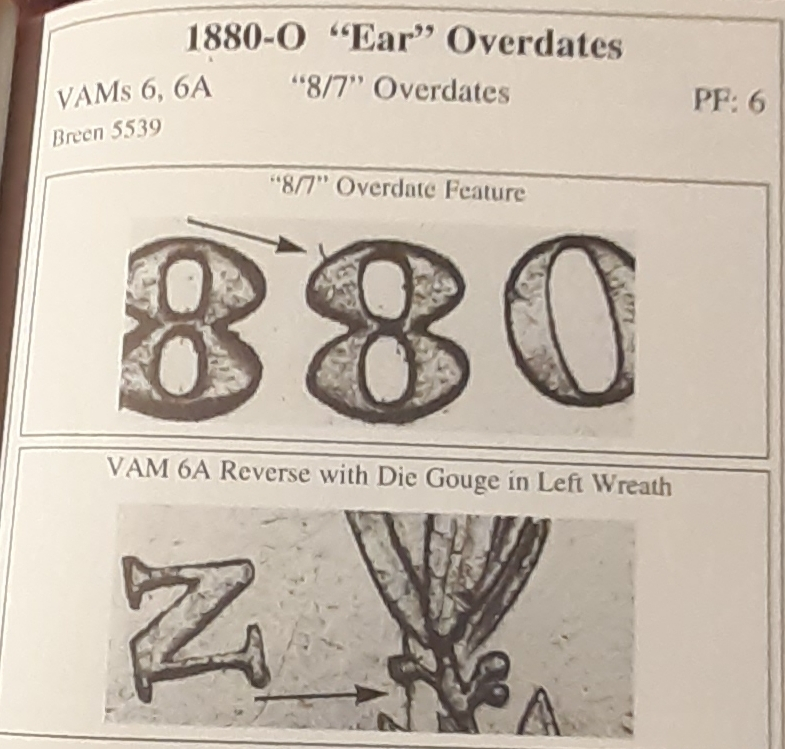 1880-O “Ear” Overdates
VAMs 6, 6A “8/7” Overdates PF: 6
Breen 5539
“8/7” Overdate Feature
880
VAM 6A Reverse with Die Gouge in Left Wreath
N